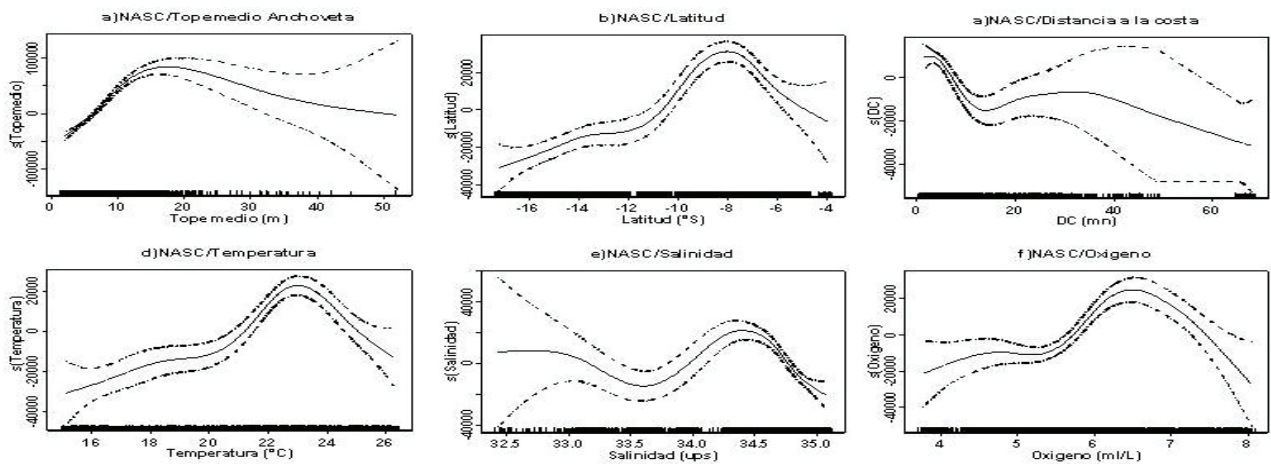 a)NASC/Topemedio Anchoveta
s(Topemedio)
100000
0
-100000
0 10 20 30 40 50
Topemedio (m)
b)NASC/Latitud
s(Latitud)
20000
0
-20000
-40000
-16 -14 -12 -10 -8 -6 -4
Latitud (°S)
a)NASC/Distancia a la costa
s(DC)
0
-20000
-40000
0 20 40 60
DC (mn)
d)NASC/Temperatura
s(Temperatura)
20000
0
-20000
-40000
16 18 20 22 24 26
Temperatura (°C)
e)NASC/Salinidad
s(Salinidad)
40000
0
-40000
32.5 33.0 33.5 34.0 34.5 35.0
Salinidad (ups)
f)NASC/Oxigeno
s(Oxigeno)
20000
0
-20000
-40000
4 5 6 7 8
Oxigeno (ml/L)